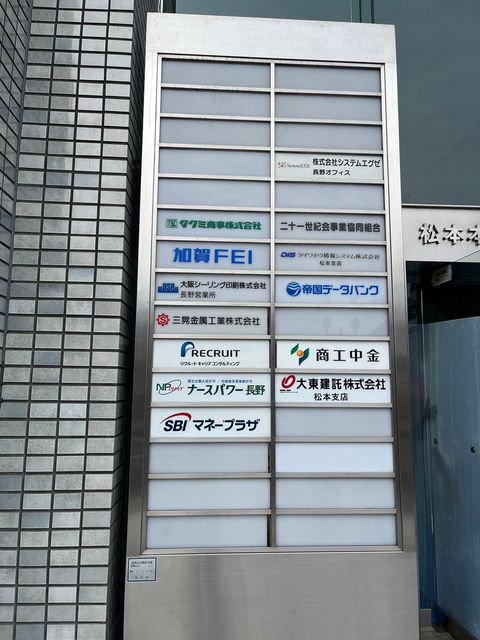 SystemEXE 株式会社システムエグゼ
長野オフィス
タクミ商事株式会社
二十一世紀会事業協同組合
加賀FEI
DiS ダイワボウ情報システム株式会社
松本支店
OSP 大阪シーリング印刷株式会社
長野営業所
帝国データバンク
三晃金属工業株式会社
RECRUIT
リクルートキャリアコンサルティング
商工中金
ナースパワー長野
大東建託株式会社
松本支店
SBI マネープラザ
松本